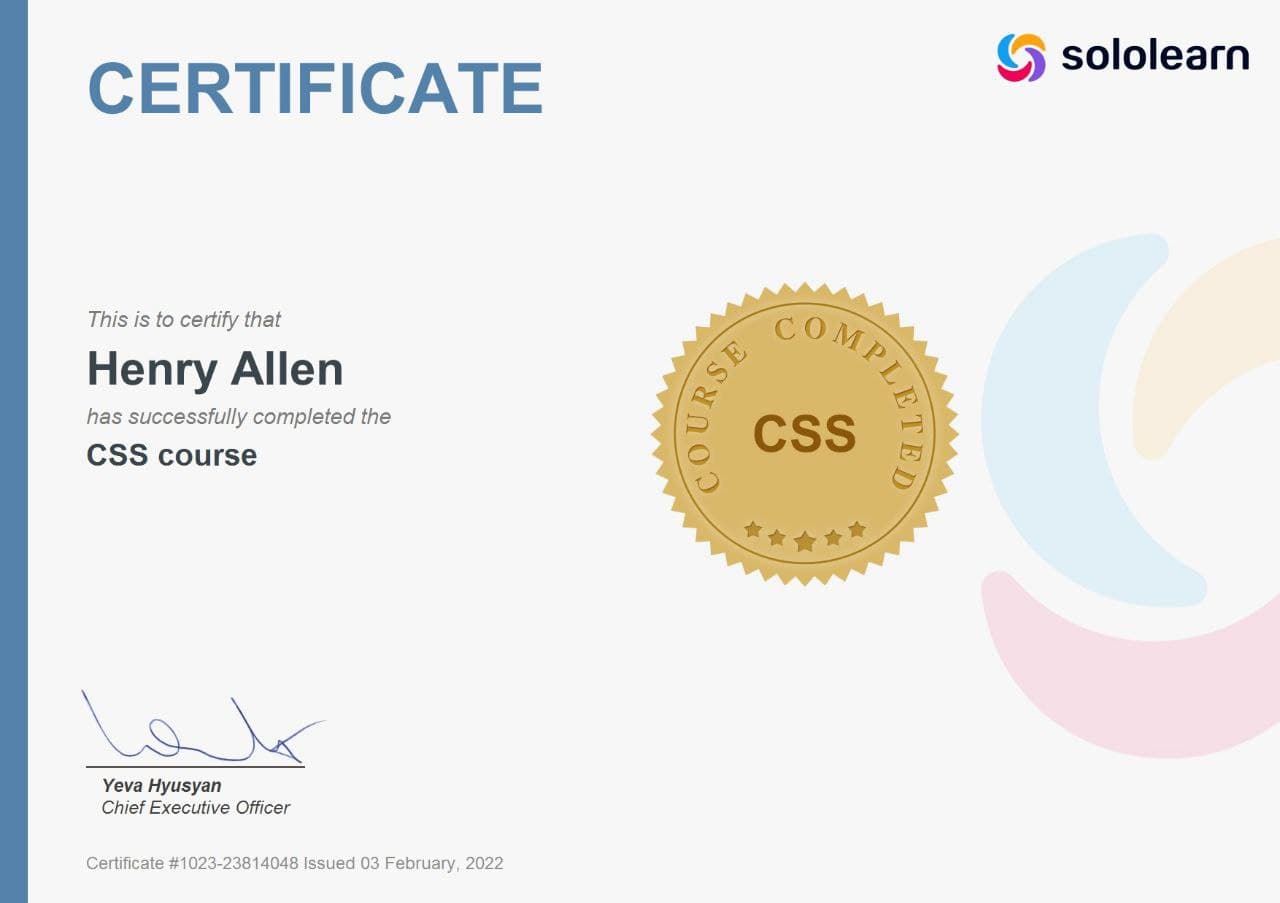 CERTIFICATE
sololearn
This is to certify that
Henry Allen
has successfully completed the
CSS course
COURSE COMPLETED
CSS
Yeva Hyusyan
Chief Executive Officer
Certificate #1023-23814048 Issued 03 February, 2022